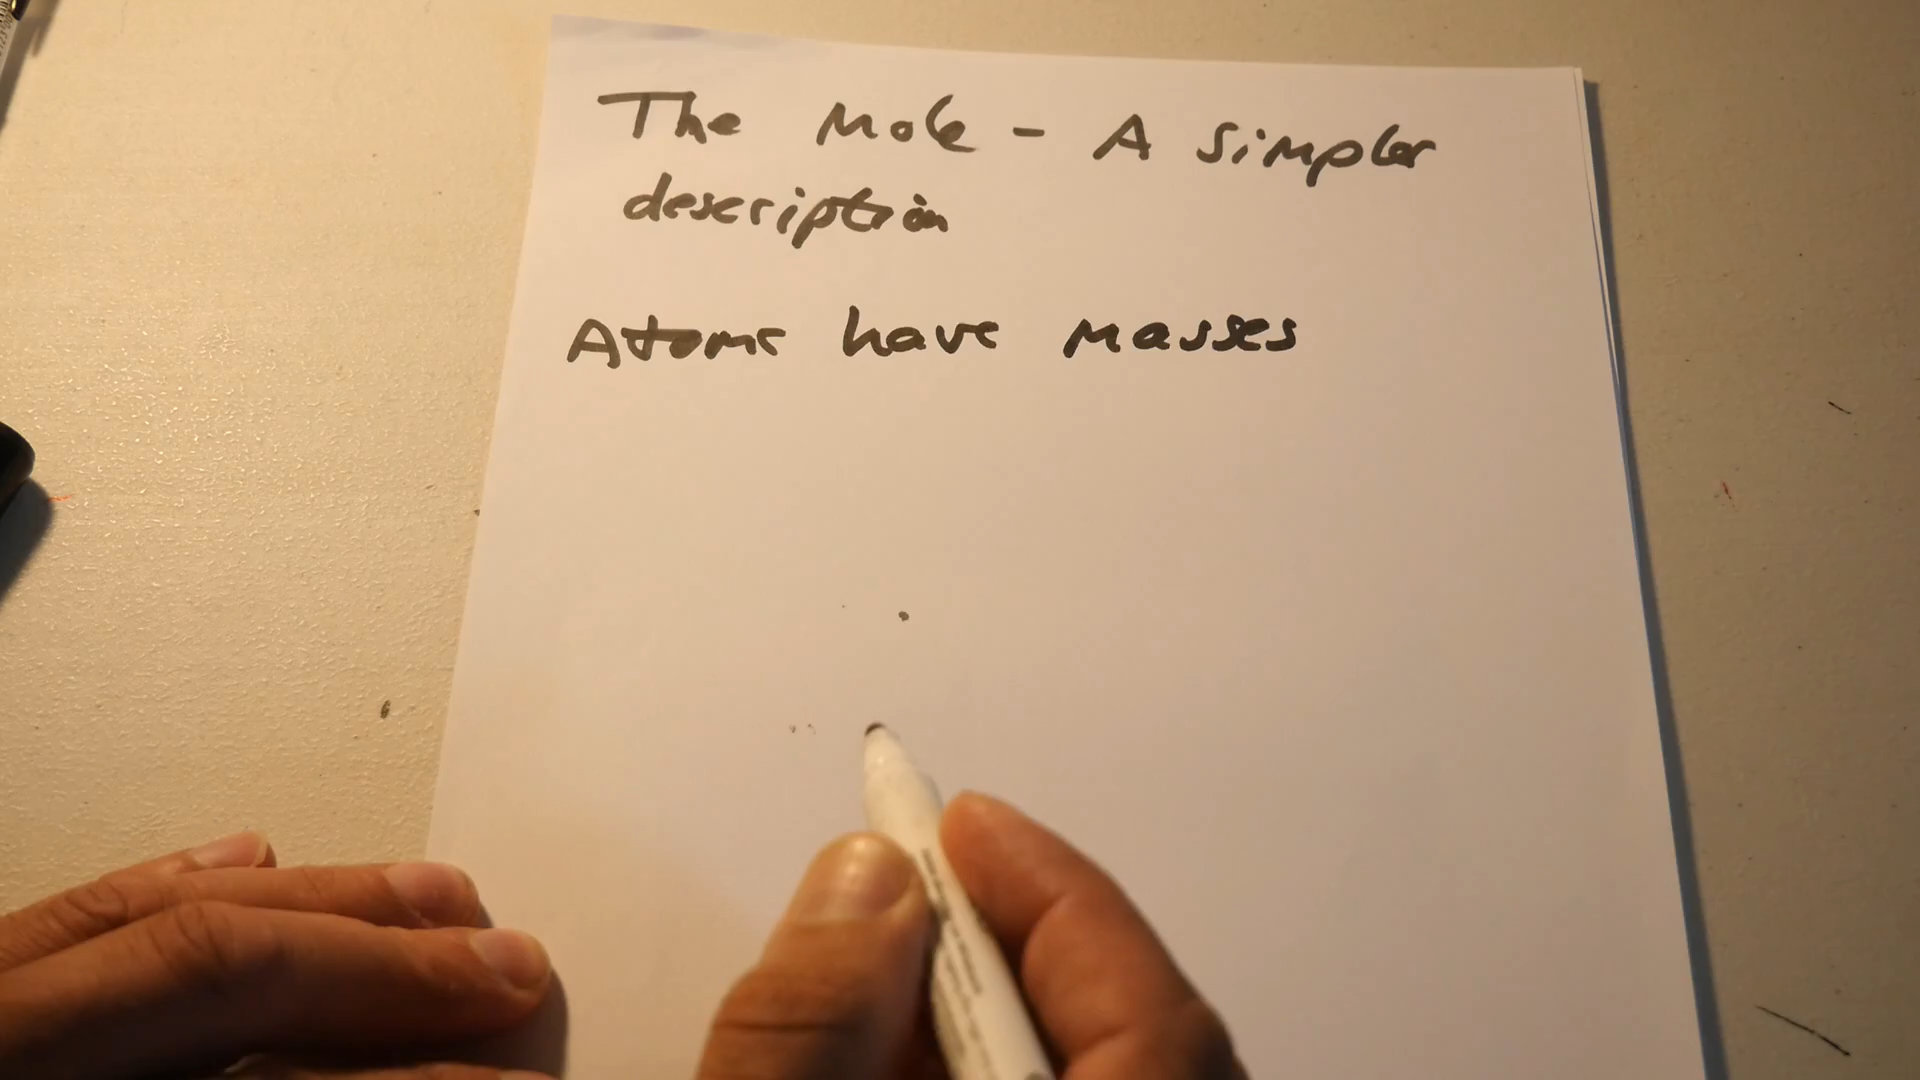 The Mole - A Simpler
description
Atoms have masses